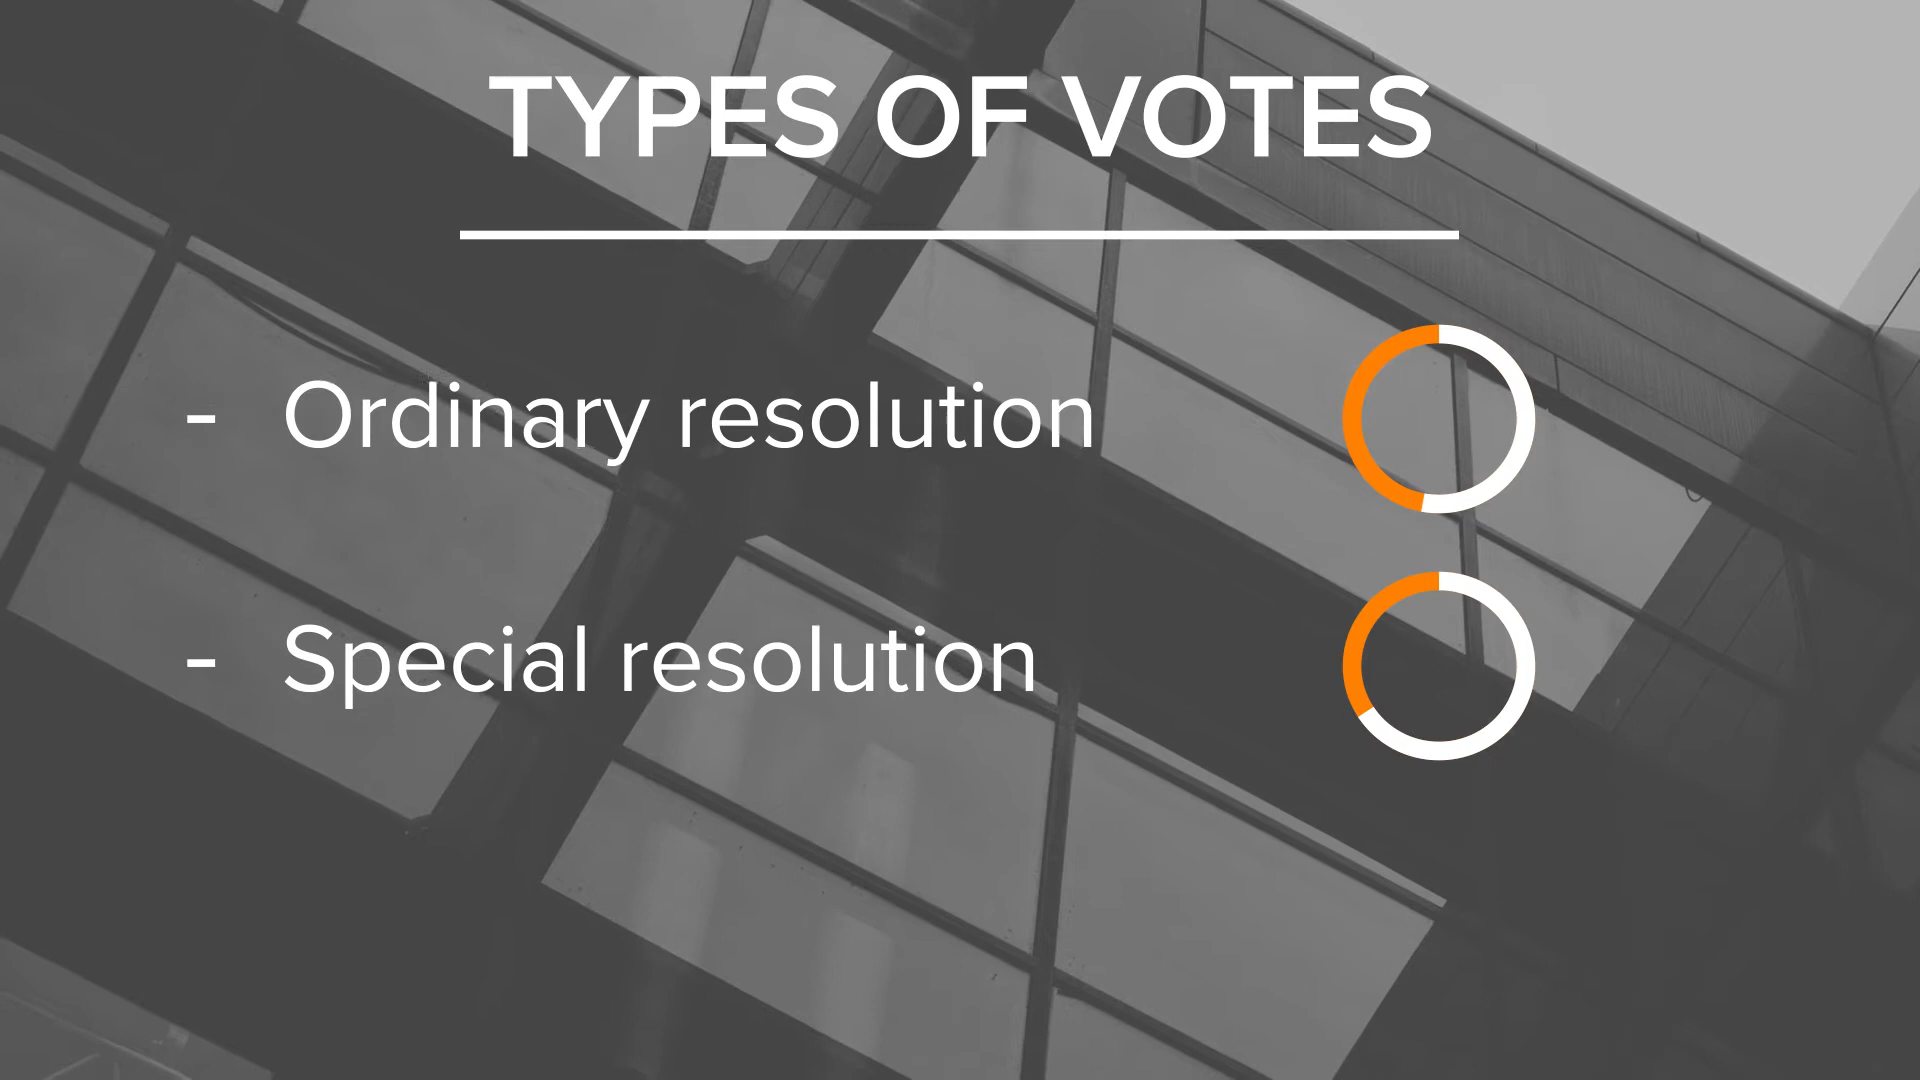 TYPES OF VOTES
- Ordinary resolution
- Special resolution